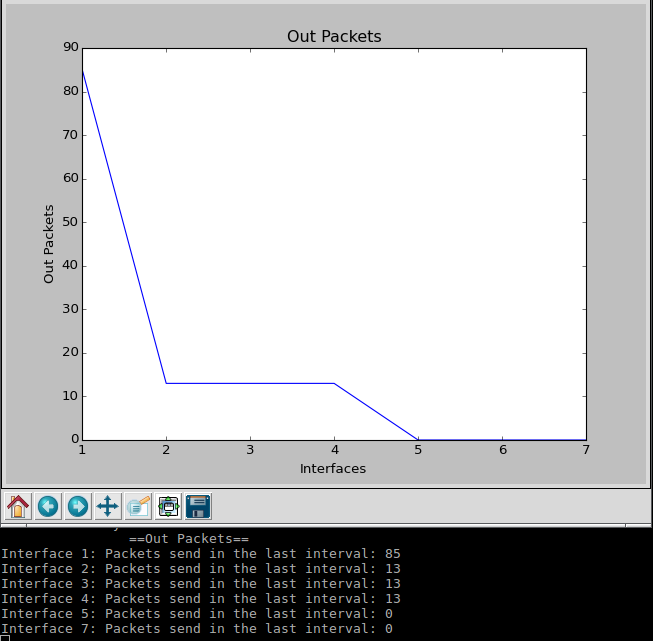 Out Packets
90
80
70
60
50
40
30
20
10
0
Out Packets
1 2 3 4 5 6 7
Interfaces
==Out Packets==
Interface 1: Packets send in the last interval: 85
Interface 2: Packets send in the last interval: 13
Interface 3: Packets send in the last interval: 13
Interface 4: Packets send in the last interval: 13
Interface 5: Packets send in the last interval: 0
Interface 7: Packets send in the last interval: 0